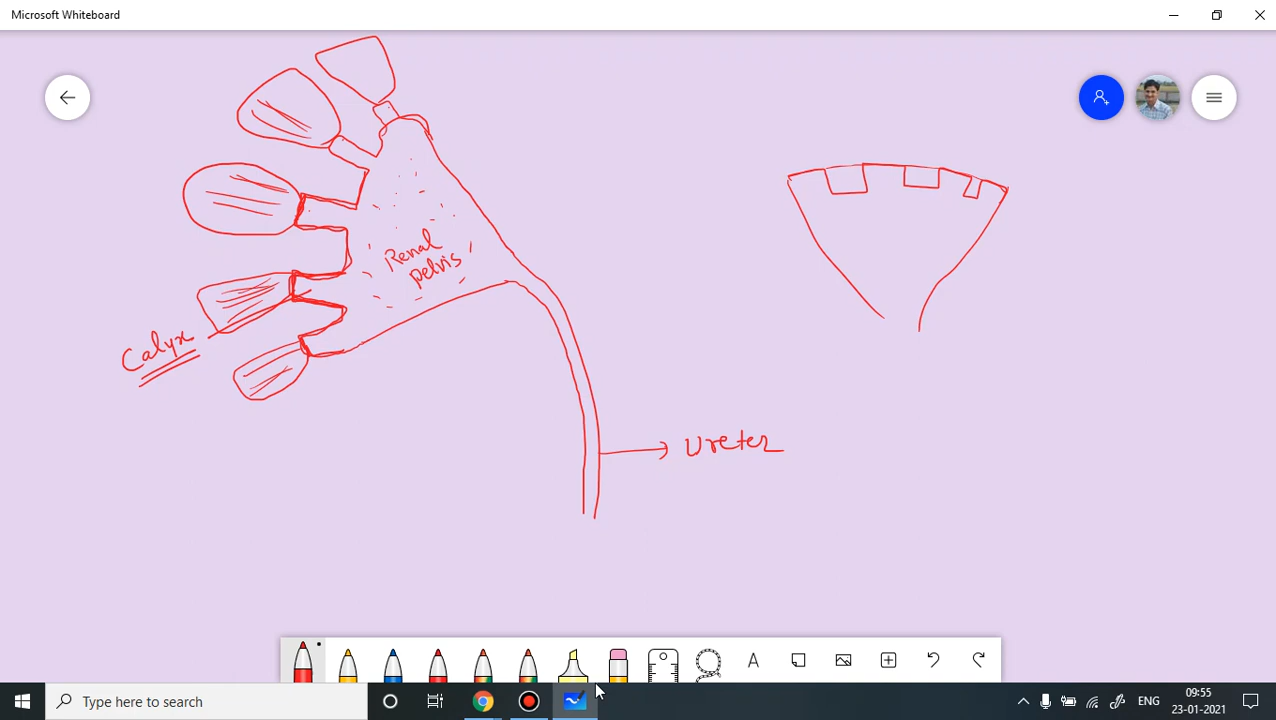 Microsoft Whiteboard
Renal
pelvis
Calyx
Ureter
A
Type here to search
ENG
09:55
23-01-2021